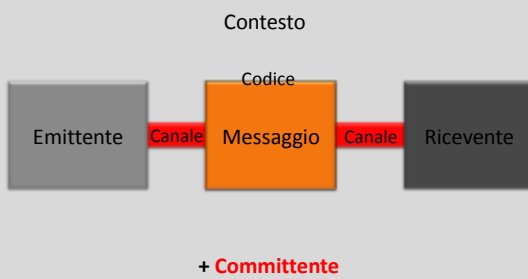 Contesto
Codice
Emittente Canale Messaggio Canale Ricevente
+ Committente